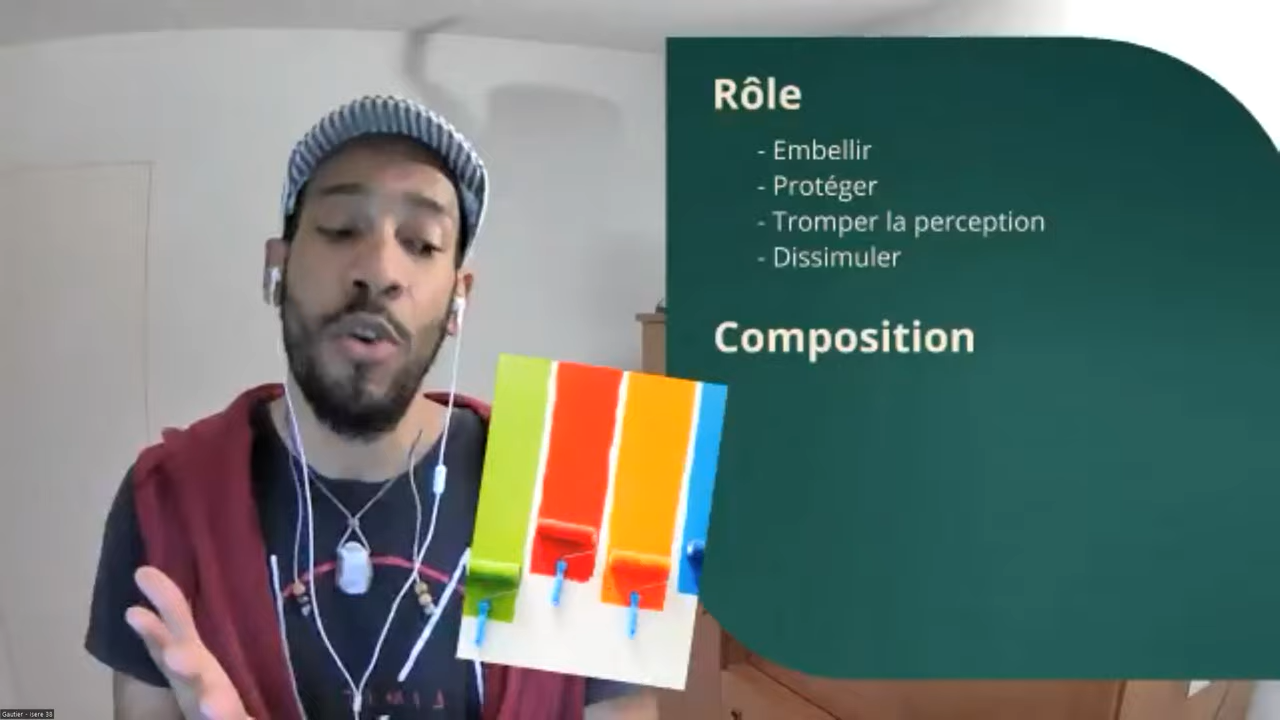 Rôle
- Embellir
- Protéger
- Tromper la perception
- Dissimuler
Composition
Gautier - Isere 38